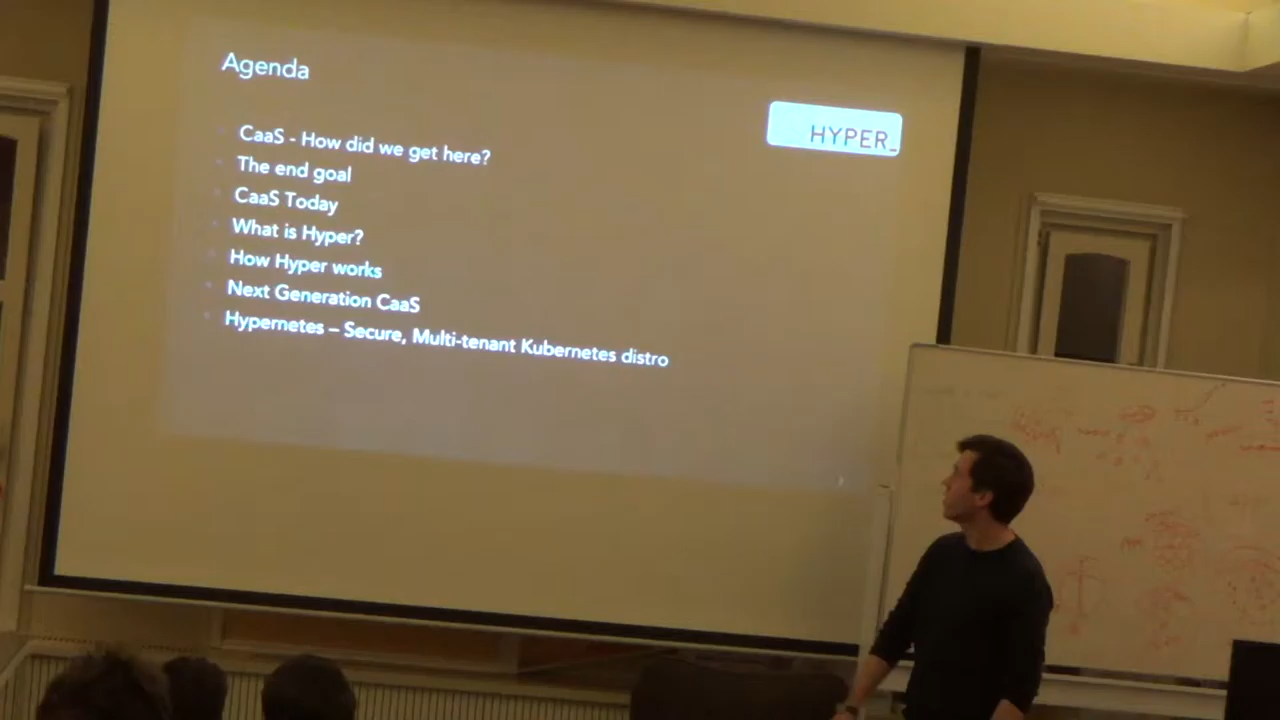 Agenda
HYPER_
CaaS - How did we get here?
The end goal
CaaS Today
What is Hyper?
How Hyper works
Next Generation CaaS
Hypernetes – Secure, Multi-tenant Kubernetes distro